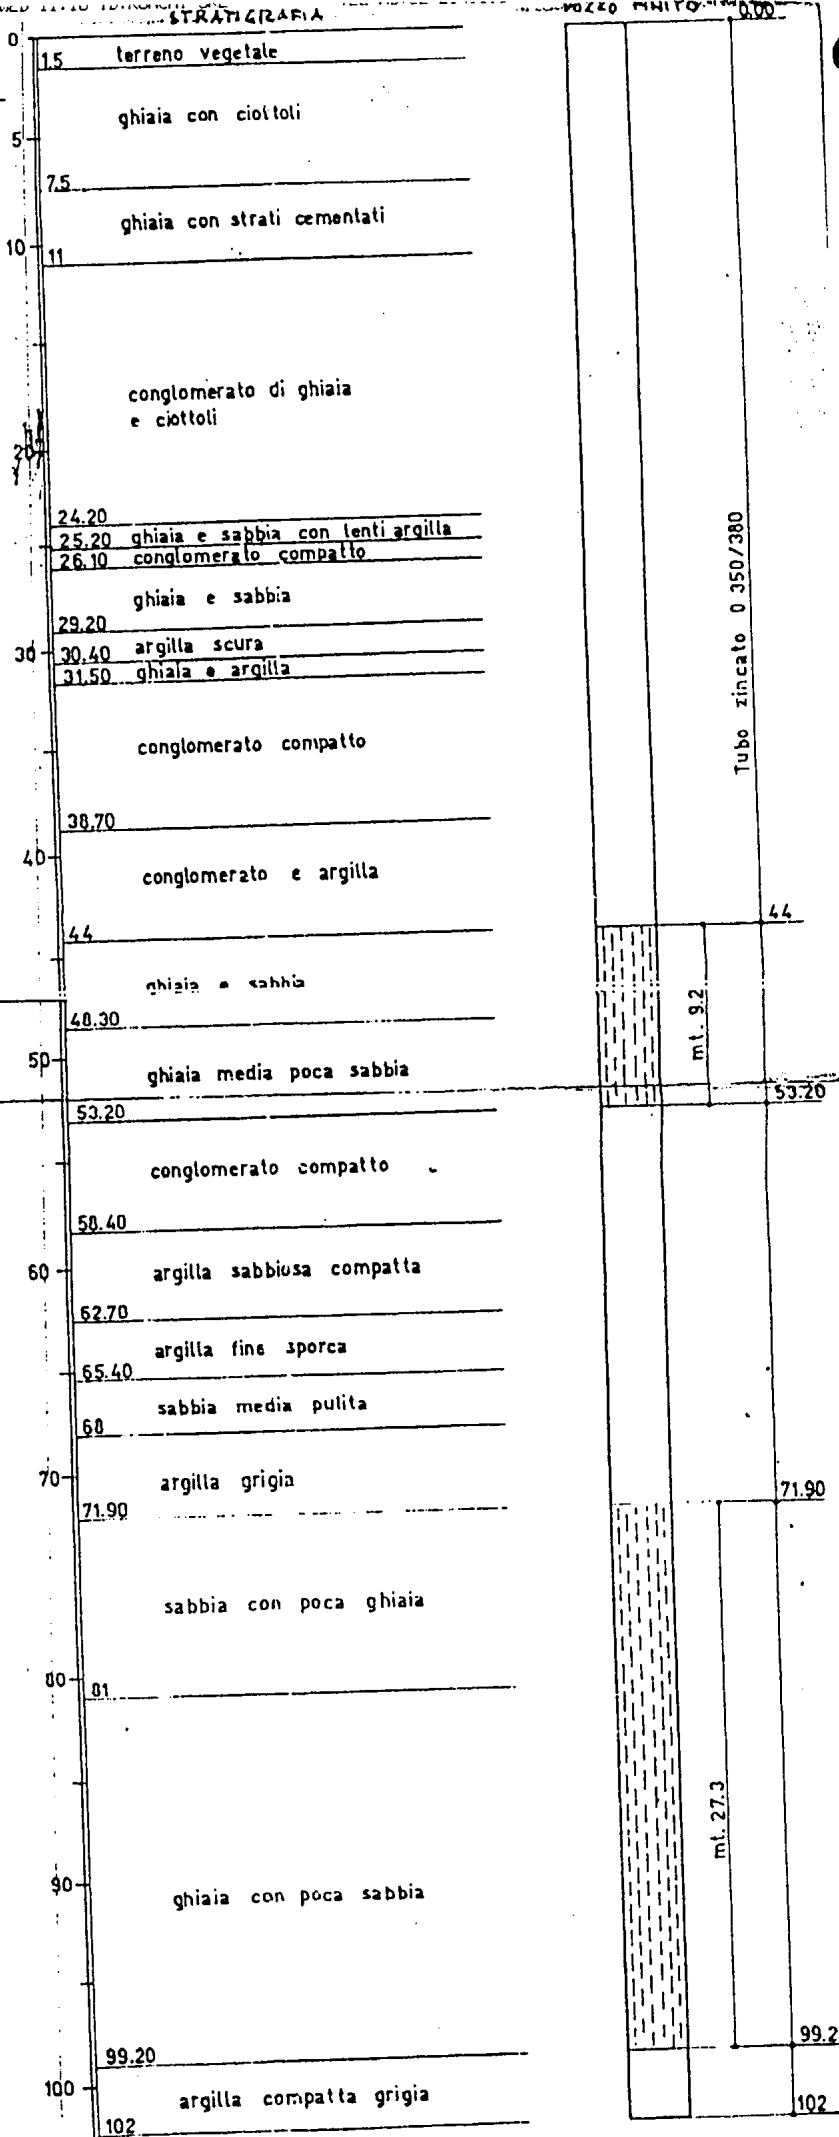 STRATIGRAFIA
POZZO FINITO
0.00
0
terreno vegetale
1.5
ghiaia con ciottoli
5
7.5
ghiaia con strati cementati
10
11
conglomerato di ghiaia
e ciottoli
20
24.20
ghiaia e sabbia con lenti argilla
25.20
conglomerato compatto
26.10
ghiaia e sabbia
29.20
argilla scura
30
30.40
ghiaia e argilla
31.50
conglomerato compatto
38.70
40
conglomerato e argilla
44
ghiaia e sabbia
48.30
50
ghiaia media poca sabbia
53.20
conglomerato compatto
58.40
60
argilla sabbiosa compatta
62.70
argilla fine sporca
65.40
sabbia media pulita
68
70
argilla grigia
71.90
sabbia con poca ghiaia
80
81
ghiaia con poca sabbia
90
99.20
100
argilla compatta grigia
102
Tubo zincato 0 350/380
44
mt. 9.2
53.20
71.90
mt. 27.3
99.2
102